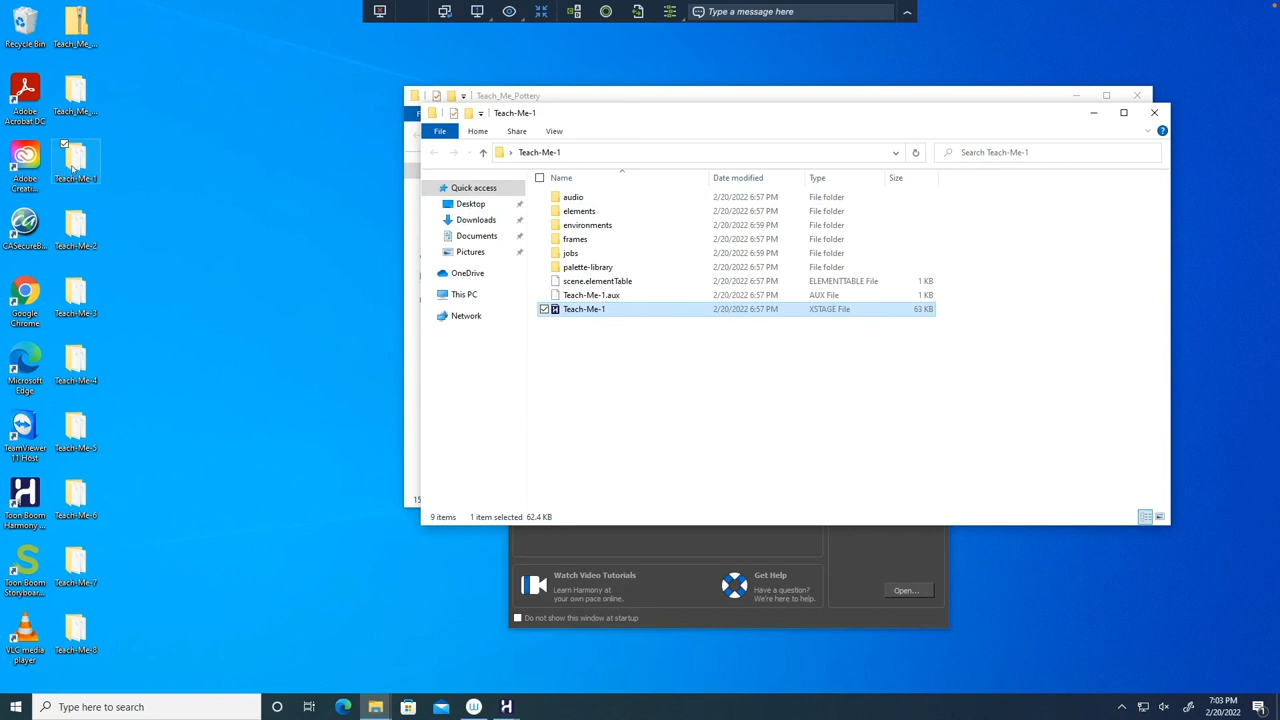 Type a message here
Recycle Bin
Teach_Me_...
Adobe
Acrobat DC
Teach_Me_...
Adobe
Creati...
Teach-Me-1
CASecureB...
Teach-Me-2
Google
Chrome
Teach-Me-3
Microsoft
Edge
Teach-Me-4
TeamViewer
11 Host
Teach-Me-5
Toon Boom
Harmony ...
Teach-Me-6
Toon Boom
Storyboar...
Teach-Me-7
VLC media
player
Teach-Me-8
Teach_Me_Pottery
F
15
Teach-Me-1
File Home Share View
Teach-Me-1
Search Teach-Me-1
Quick access
Desktop
Downloads
Documents
Pictures
OneDrive
This PC
Network
Name Date modified Type Size
audio 2/20/2022 6:57 PM File folder
elements 2/20/2022 6:57 PM File folder
environments 2/20/2022 6:59 PM File folder
frames 2/20/2022 6:57 PM File folder
jobs 2/20/2022 6:59 PM File folder
palette-library 2/20/2022 6:57 PM File folder
scene.elementTable 2/20/2022 6:57 PM ELEMENTTABLE File 1 KB
Teach-Me-1.aux 2/20/2022 6:57 PM AUX File 1 KB
Teach-Me-1 2/20/2022 6:57 PM XSTAGE File 63 KB
9 items 1 item selected 62.4 KB
Watch Video Tutorials
Learn Harmony at
your own pace online.
Get Help
Have a question?
We're here to help.
Open...
Do not show this window at startup
Type here to search
7:03 PM
2/20/2022